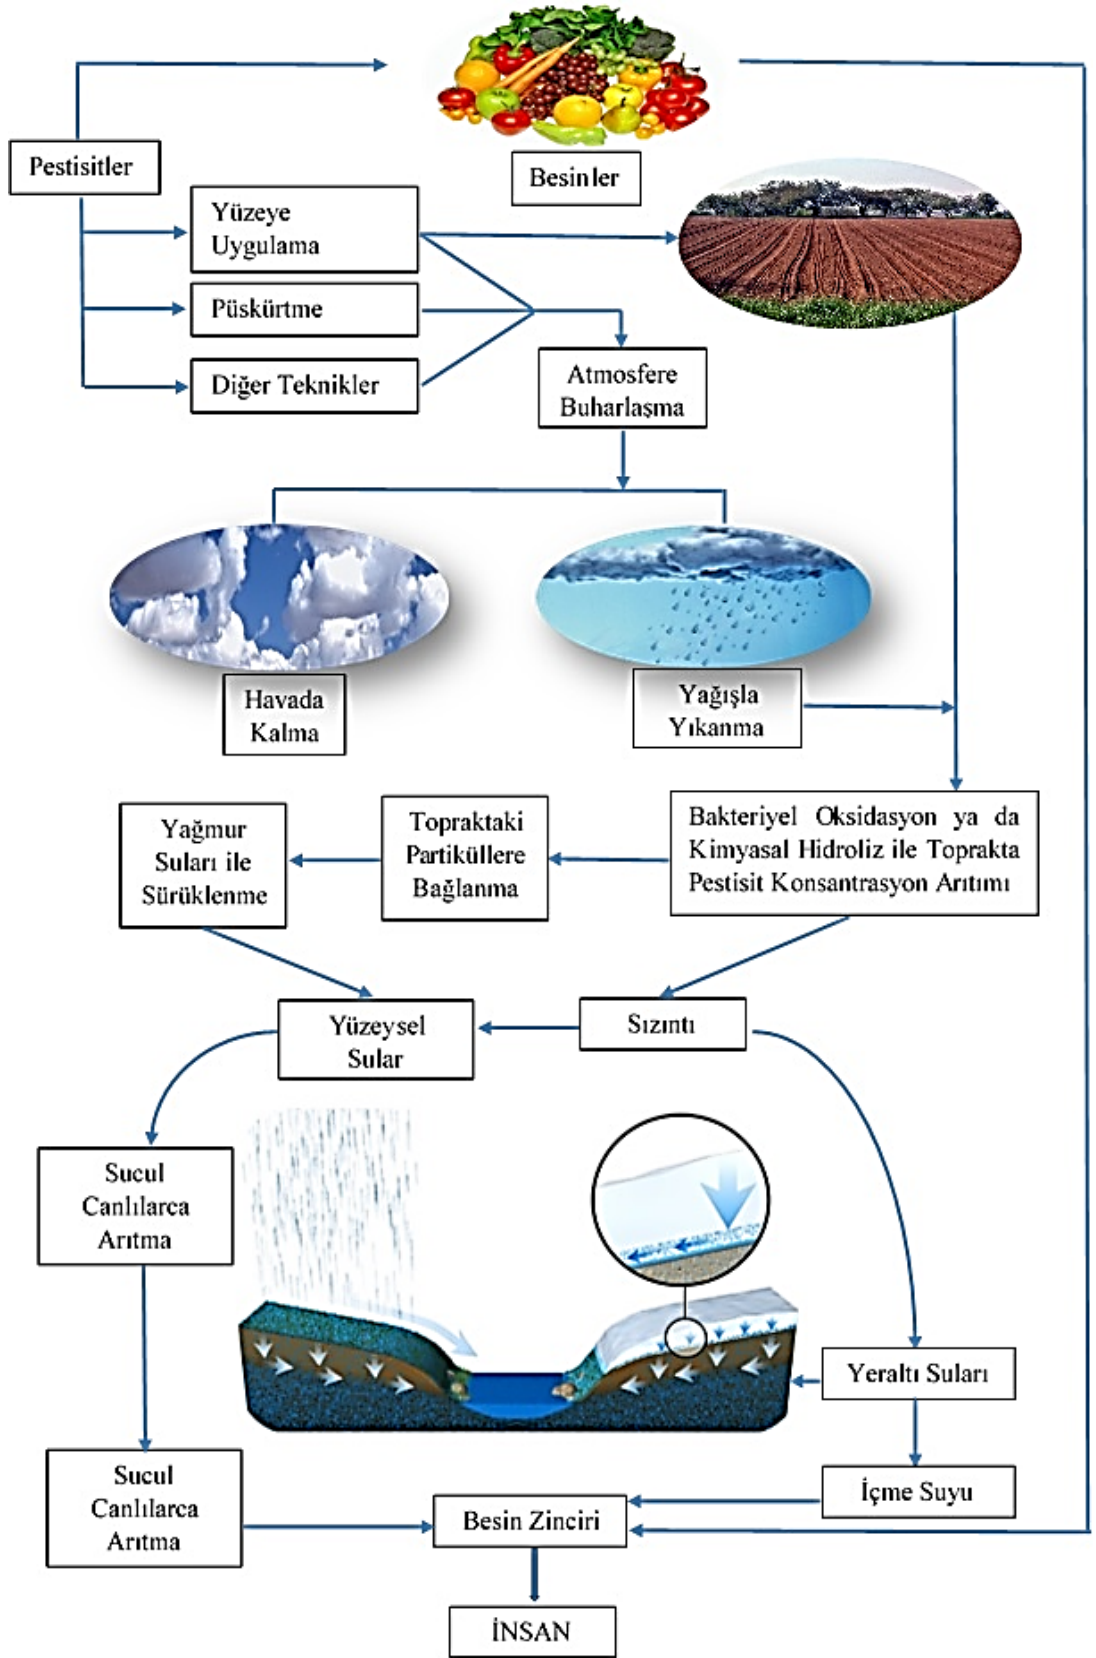 Pestisitler
Besinler
Yüzeye
Uygulama
Püskürtme
Diğer Teknikler
Atmosfere
Buharlaşma
Havada
Kalma
Yağışla
Yıkanma
Yağmur
Suları ile
Sürüklenme
Topraktaki
Partiküllere
Bağlanma
Bakteriyel Oksidasyon ya da
Kimyasal Hidroliz ile Toprakta
Pestisit Konsantrasyon Arıtımı
Yüzeysel
Sular
Sızıntı
Sucul
Canlılarca
Arıtma
Yeraltı Suları
Sucul
Canlılarca
Arıtma
Besin Zinciri
İçme Suyu
İNSAN